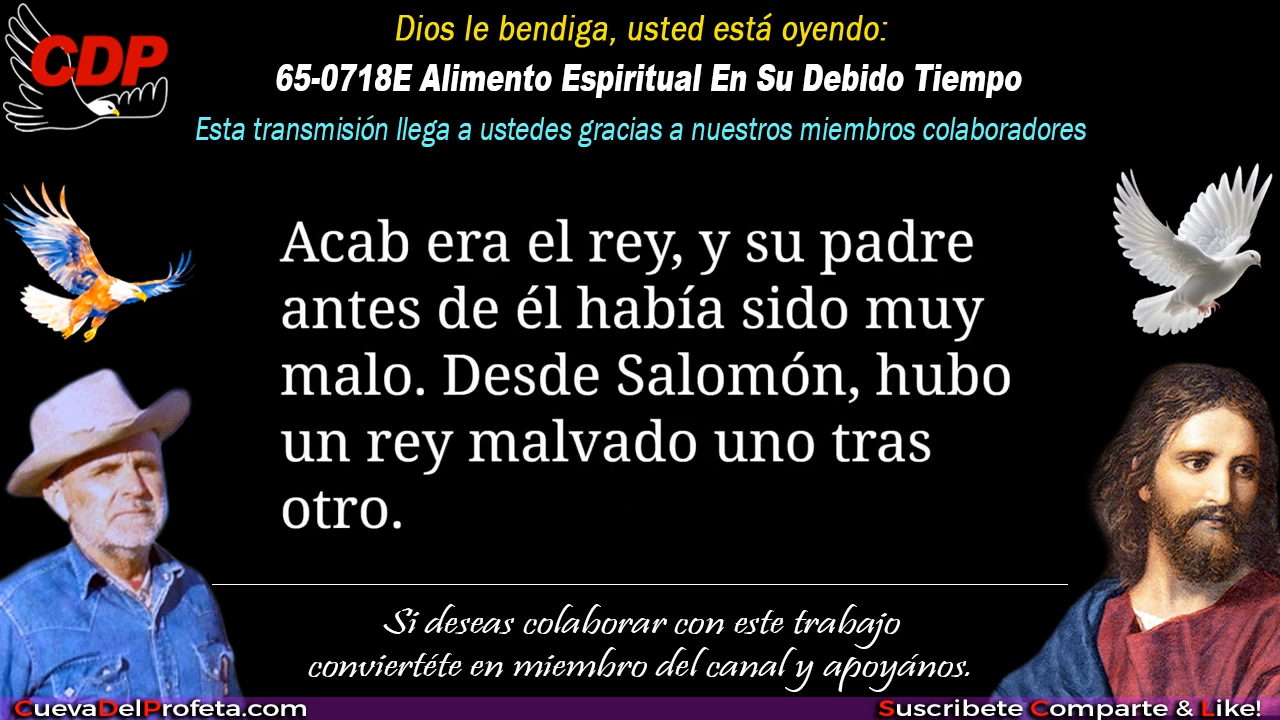 CDP
Dios le bendiga, usted está oyendo:
65-0718E Alimento Espiritual En Su Debido Tiempo
Esta transmisión llega a ustedes gracias a nuestros miembros colaboradores
Acab era el rey, y su padre
antes de él había sido muy
malo. Desde Salomón, hubo
un rey malvado uno tras
otro.
Si deseas colaborar con este trabajo
conviertéte en miembro del canal y apoyános.
CuevaDelProfeta.com
Suscribete Comparte & Like!